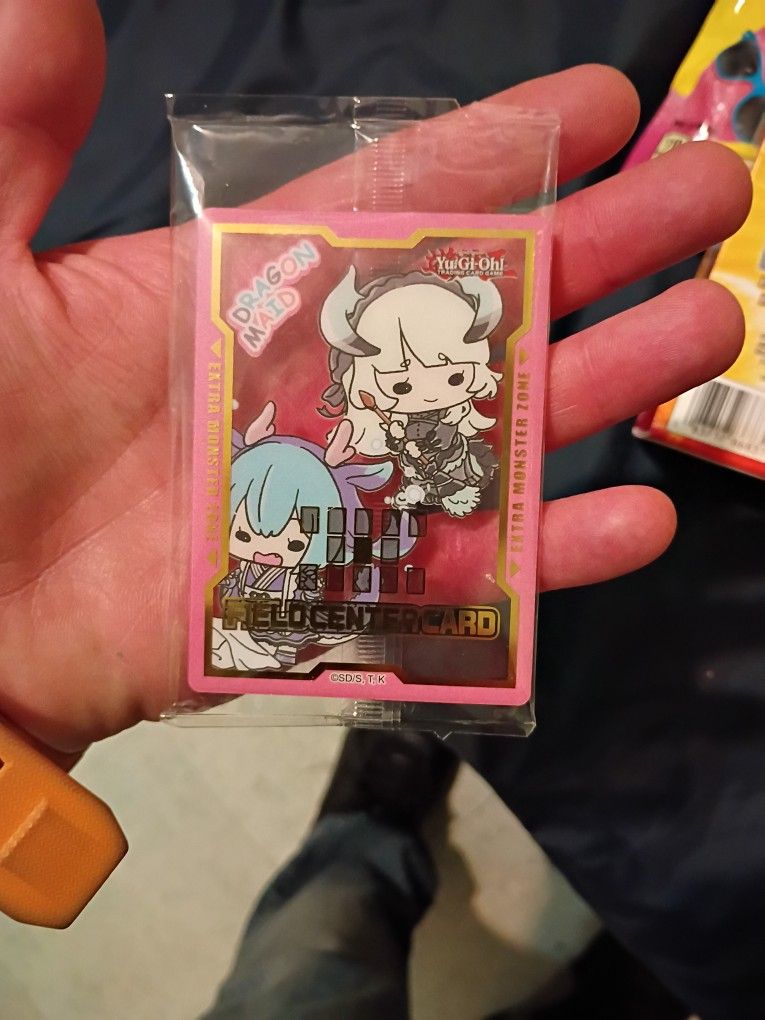 DRAGON
MAID
Yu-Gi-Oh!
TRADING CARD GAME
EXTRA MONSTER ZONE
EXTRA MONSTER ZONE
FIELD CENTER CARD
©SD/S, T, K